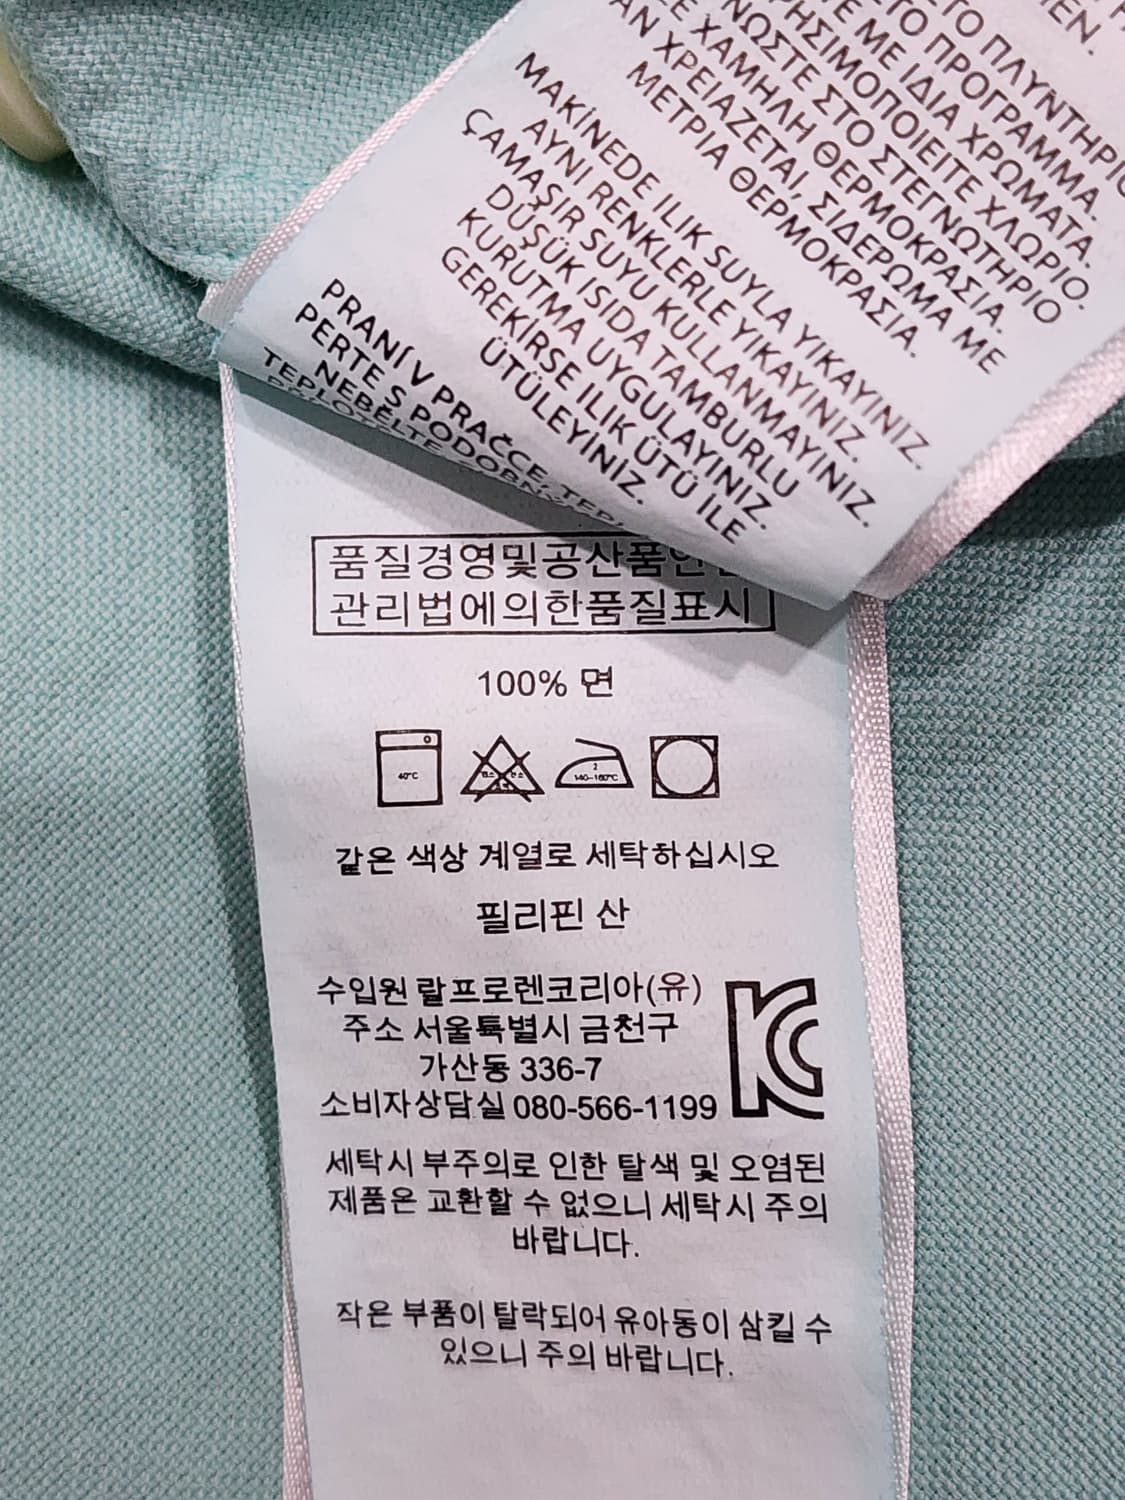 ΤΟ ΠΛΥΝΤΗΡΙΟ
ΤΟ ΠΡΟΓΡΑΜΜΑ.
ΜΕ ΙΔΙΑ ΧΡΩΜΑΤΑ.
ΧΡΗΣΙΜΟΠΟΙΕΙΤΕ ΧΛΩΡΙΟ.
ΣΤΟ ΣΤΕΓΝΩΤΗΡΙΟ
ΣΕ ΧΑΜΗΛΗ ΘΕΡΜΟΚΡΑΣΙΑ.
ΑΝ ΧΡΕΙΑΖΕΤΑΙ, ΣΙΔΕΡΩΜΑ ΜΕ
ΜΕΤΡΙΑ ΘΕΡΜΟΚΡΑΣΙΑ.
MAKİNEDE ILIK SUYLA YIKAYINIZ.
AYNI RENKLERLE YIKAYINIZ.
ÇAMAŞIR SUYU KULLANMAYINIZ.
DÜŞÜK ISIDA TAMBURLU
KURUTMA UYGULAYINIZ.
GEREKİRSE ILIK ÜTÜ İLE
ÜTÜLEYİNİZ.
PRANÍ V PRAČCE,
PERTE S PODOBNÝ
NEBĚLTE
품질경영및공산품안전
관리법에의한품질표시
100% 면
40°C
2
140~160°C
같은 색상 계열로 세탁하십시오
필리핀 산
수입원 랄프로렌코리아(유)
주소 서울특별시 금천구
가산동 336-7
소비자상담실 080-566-1199
세탁시 부주의로 인한 탈색 및 오염된
제품은 교환할 수 없으니 세탁시 주의
바랍니다.
작은 부품이 탈락되어 유아동이 삼킬 수
있으니 주의 바랍니다.